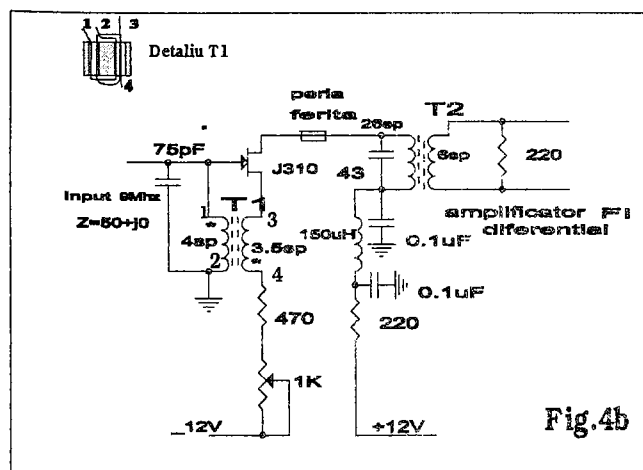 1 2 3
Detaliu T1
4
perla
ferita
26sp
T2
75pF
J310
43
6sp
220
Input 9Mhz
Z=50+j0
T1
1
3
*
4sp
3.5sp
2
*
4
150uH
0.1uF
amplificator FI
diferential
470
0.1uF
220
1K
_12V
+12V
Fig.4b